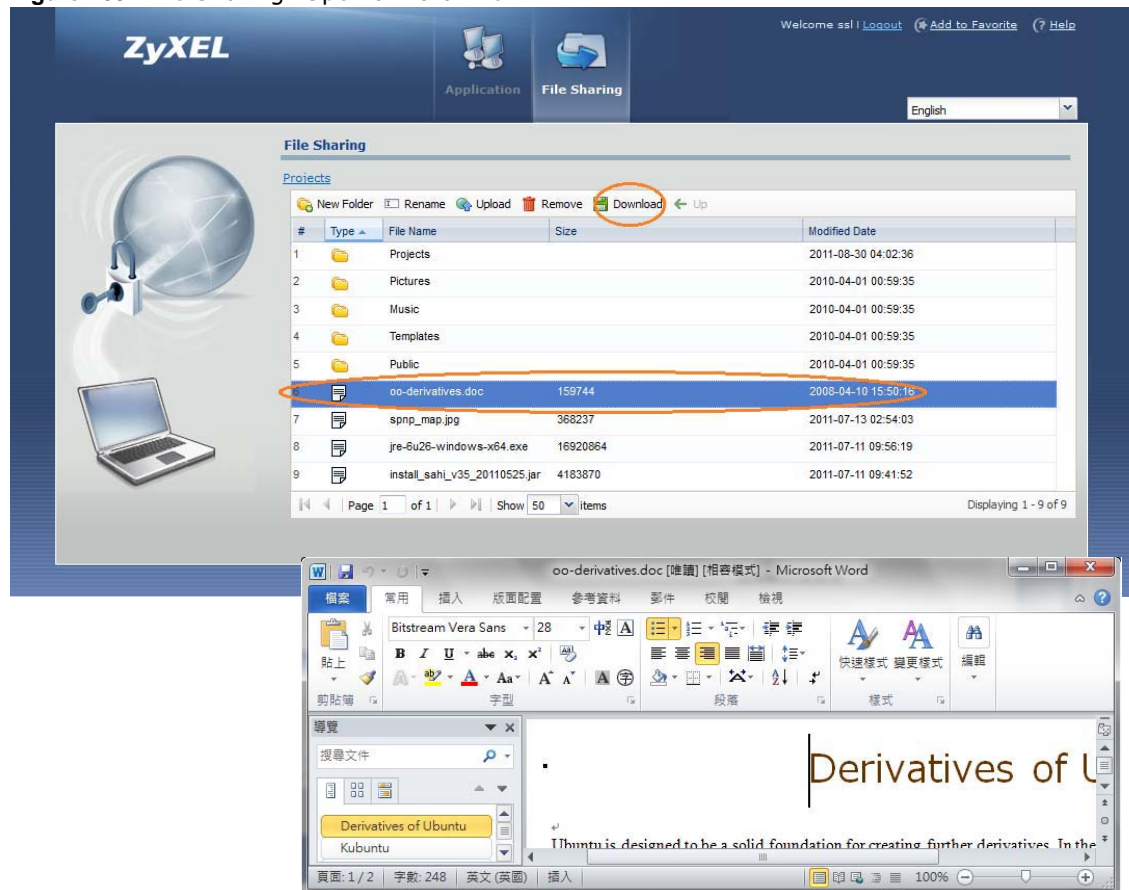 ZyXEL
Welcome ssl | Logout Add to Favorite ? Help
Application File Sharing
English
File Sharing
Projects
New Folder Rename Upload Remove Download Up
# Type File Name Size Modified Date
1 Projects 2011-08-30 04:02:36
2 Pictures 2010-04-01 00:59:35
3 Music 2010-04-01 00:59:35
4 Templates 2010-04-01 00:59:35
5 Public 2010-04-01 00:59:35
6 oo-derivatives.doc 159744 2008-04-10 15:50:16
7 spnp_map.jpg 368237 2011-07-13 02:54:03
8 jre-6u26-windows-x64.exe 16920864 2011-07-11 09:56:19
9 install_sahi_v35_20110525.jar 4183870 2011-07-11 09:41:52
Page 1 of 1 Show 50 items Displaying 1 - 9 of 9
oo-derivatives.doc [唯讀] [相容模式] - Microsoft Word
檔案 常用 插入 版面配置 參考資料 郵件 校閱 檢視
Bitstream Vera Sans 28
貼上 快速樣式 變更樣式 編輯
剪貼簿 字型 段落 樣式
導覽
搜尋文件
Derivatives of Ubuntu
Kubuntu
Derivatives of U
Ubuntu is designed to be a solid foundation for creating further derivatives. In the
頁面: 1 / 2 字數: 248 英文 (英國) 插入 100%